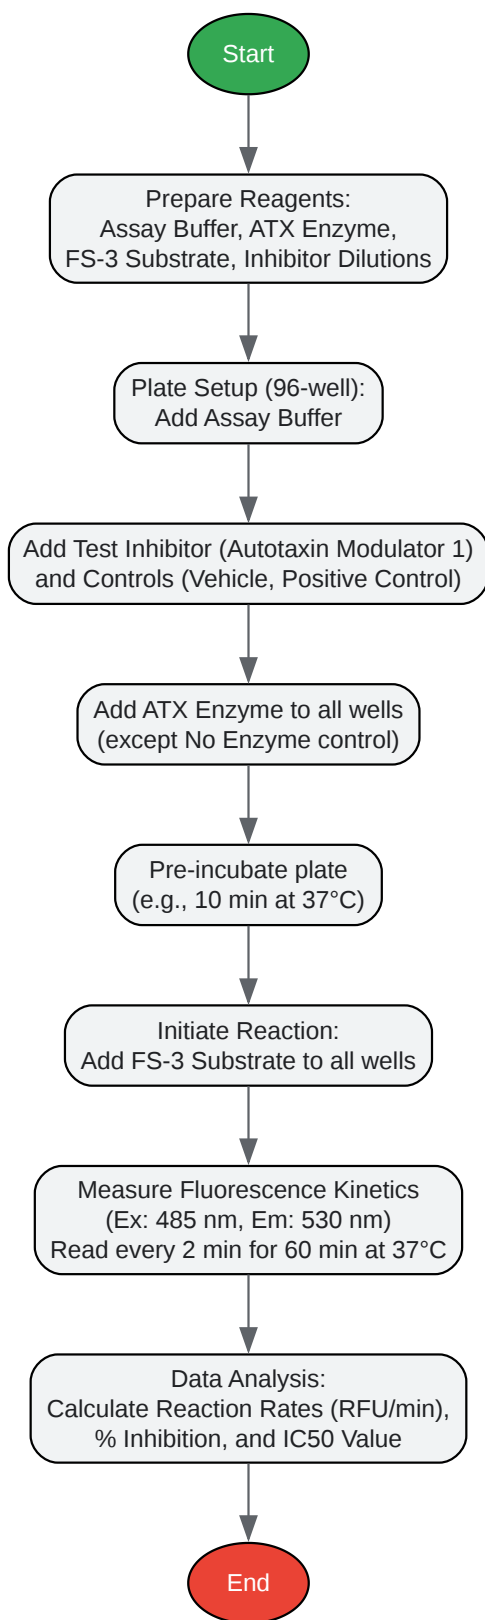 Start
Prepare Reagents:
Assay Buffer, ATX Enzyme,
FS-3 Substrate, Inhibitor Dilutions
Plate Setup (96-well):
Add Assay Buffer
Add Test Inhibitor (Autotaxin Modulator 1)
and Controls (Vehicle, Positive Control)
Add ATX Enzyme to all wells
(except No Enzyme control)
Pre-incubate plate
(e.g., 10 min at 37°C)
Initiate Reaction:
Add FS-3 Substrate to all wells
Measure Fluorescence Kinetics
(Ex: 485 nm, Em: 530 nm)
Read every 2 min for 60 min at 37°C
Data Analysis:
Calculate Reaction Rates (RFU/min),
% Inhibition, and IC50 Value
End